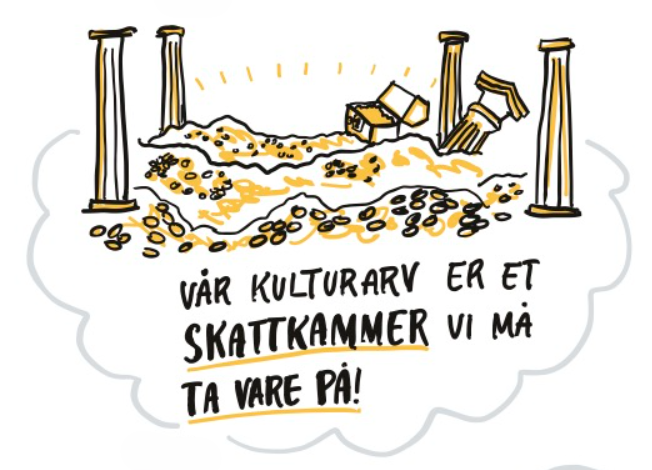 VÅR KULTURARV ER ET
SKATTKAMMER VI MÅ
TA VARE PÅ!